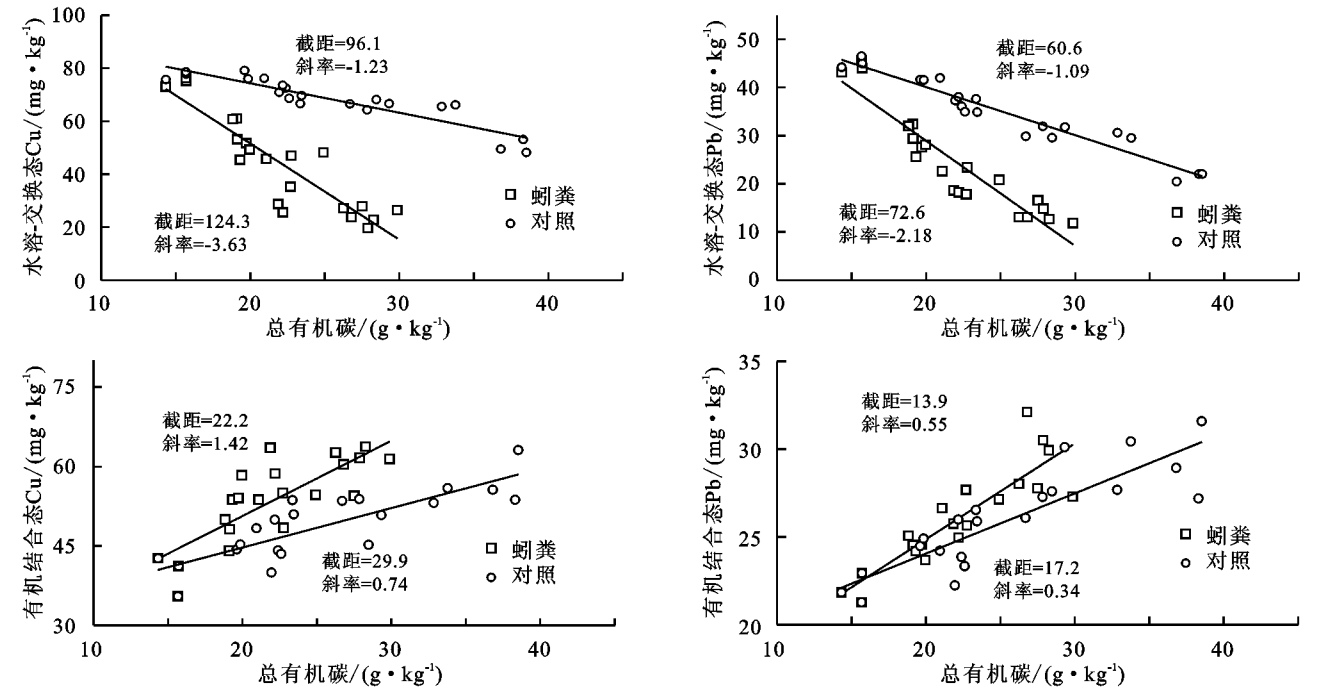 水溶-交换态Cu/(mg·kg⁻¹)
100
80
60
40
20
0
截距=96.1
斜率=-1.23
截距=124.3
斜率=-3.63
蚓粪
对照
10
20
30
40
总有机碳/(g·kg⁻¹)
水溶-交换态Pb/(mg·kg⁻¹)
50
40
30
20
10
0
截距=60.6
斜率=-1.09
截距=72.6
斜率=-2.18
蚓粪
对照
10
20
30
40
总有机碳/(g·kg⁻¹)
有机结合态Cu/(mg·kg⁻¹)
75
60
45
30
截距=22.2
斜率=1.42
截距=29.9
斜率=0.74
蚓粪
对照
10
20
30
40
总有机碳/(g·kg⁻¹)
有机结合态Pb/(mg·kg⁻¹)
35
30
25
20
截距=13.9
斜率=0.55
截距=17.2
斜率=0.34
蚓粪
对照
10
20
30
40
总有机碳/(g·kg⁻¹)